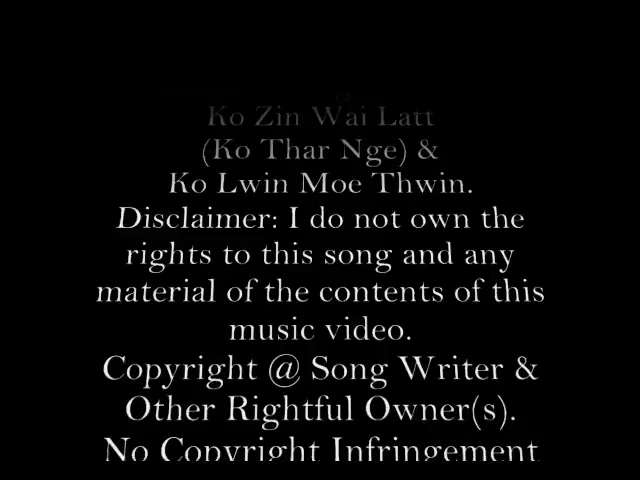 Ko Zin Wai Latt
(Ko Thar Nge) &
Ko Lwin Moe Thwin.
Disclaimer: I do not own the
rights to this song and any
material of the contents of this
music video.
Copyright @ Song Writer &
Other Rightful Owner(s).
No Copyright Infringement